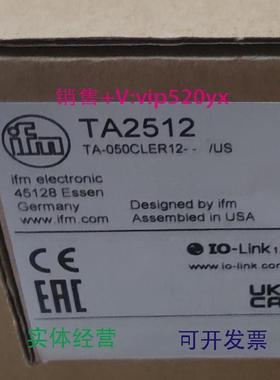 销售+V:vip520yx
ifm
TA2512
TA-050CLER12- - /US
ifm electronic
45128 Essen
Germany
www.ifm.com
Designed by ifm
Assembled in USA
IO-Link
www.io-link.com
CE
EAC
UK
CA
实体经营
可开发票